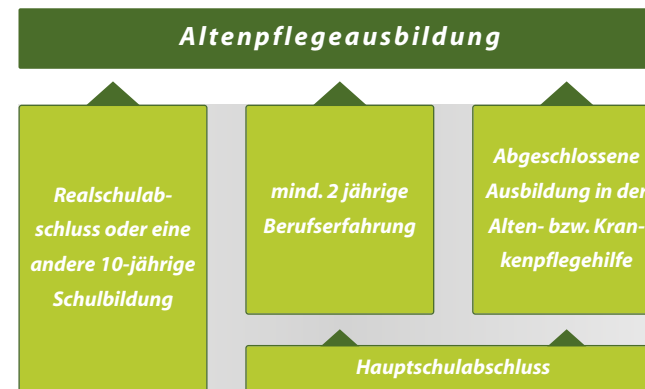 Altenpflegeausbildung
Realschulab-
schluss oder eine
andere 10-jährige
Schulbildung
mind. 2 jährige
Berufserfahrung
Abgeschlossene
Ausbildung in der
Alten- bzw. Kran-
kenpflegehilfe
Hauptschulabschluss